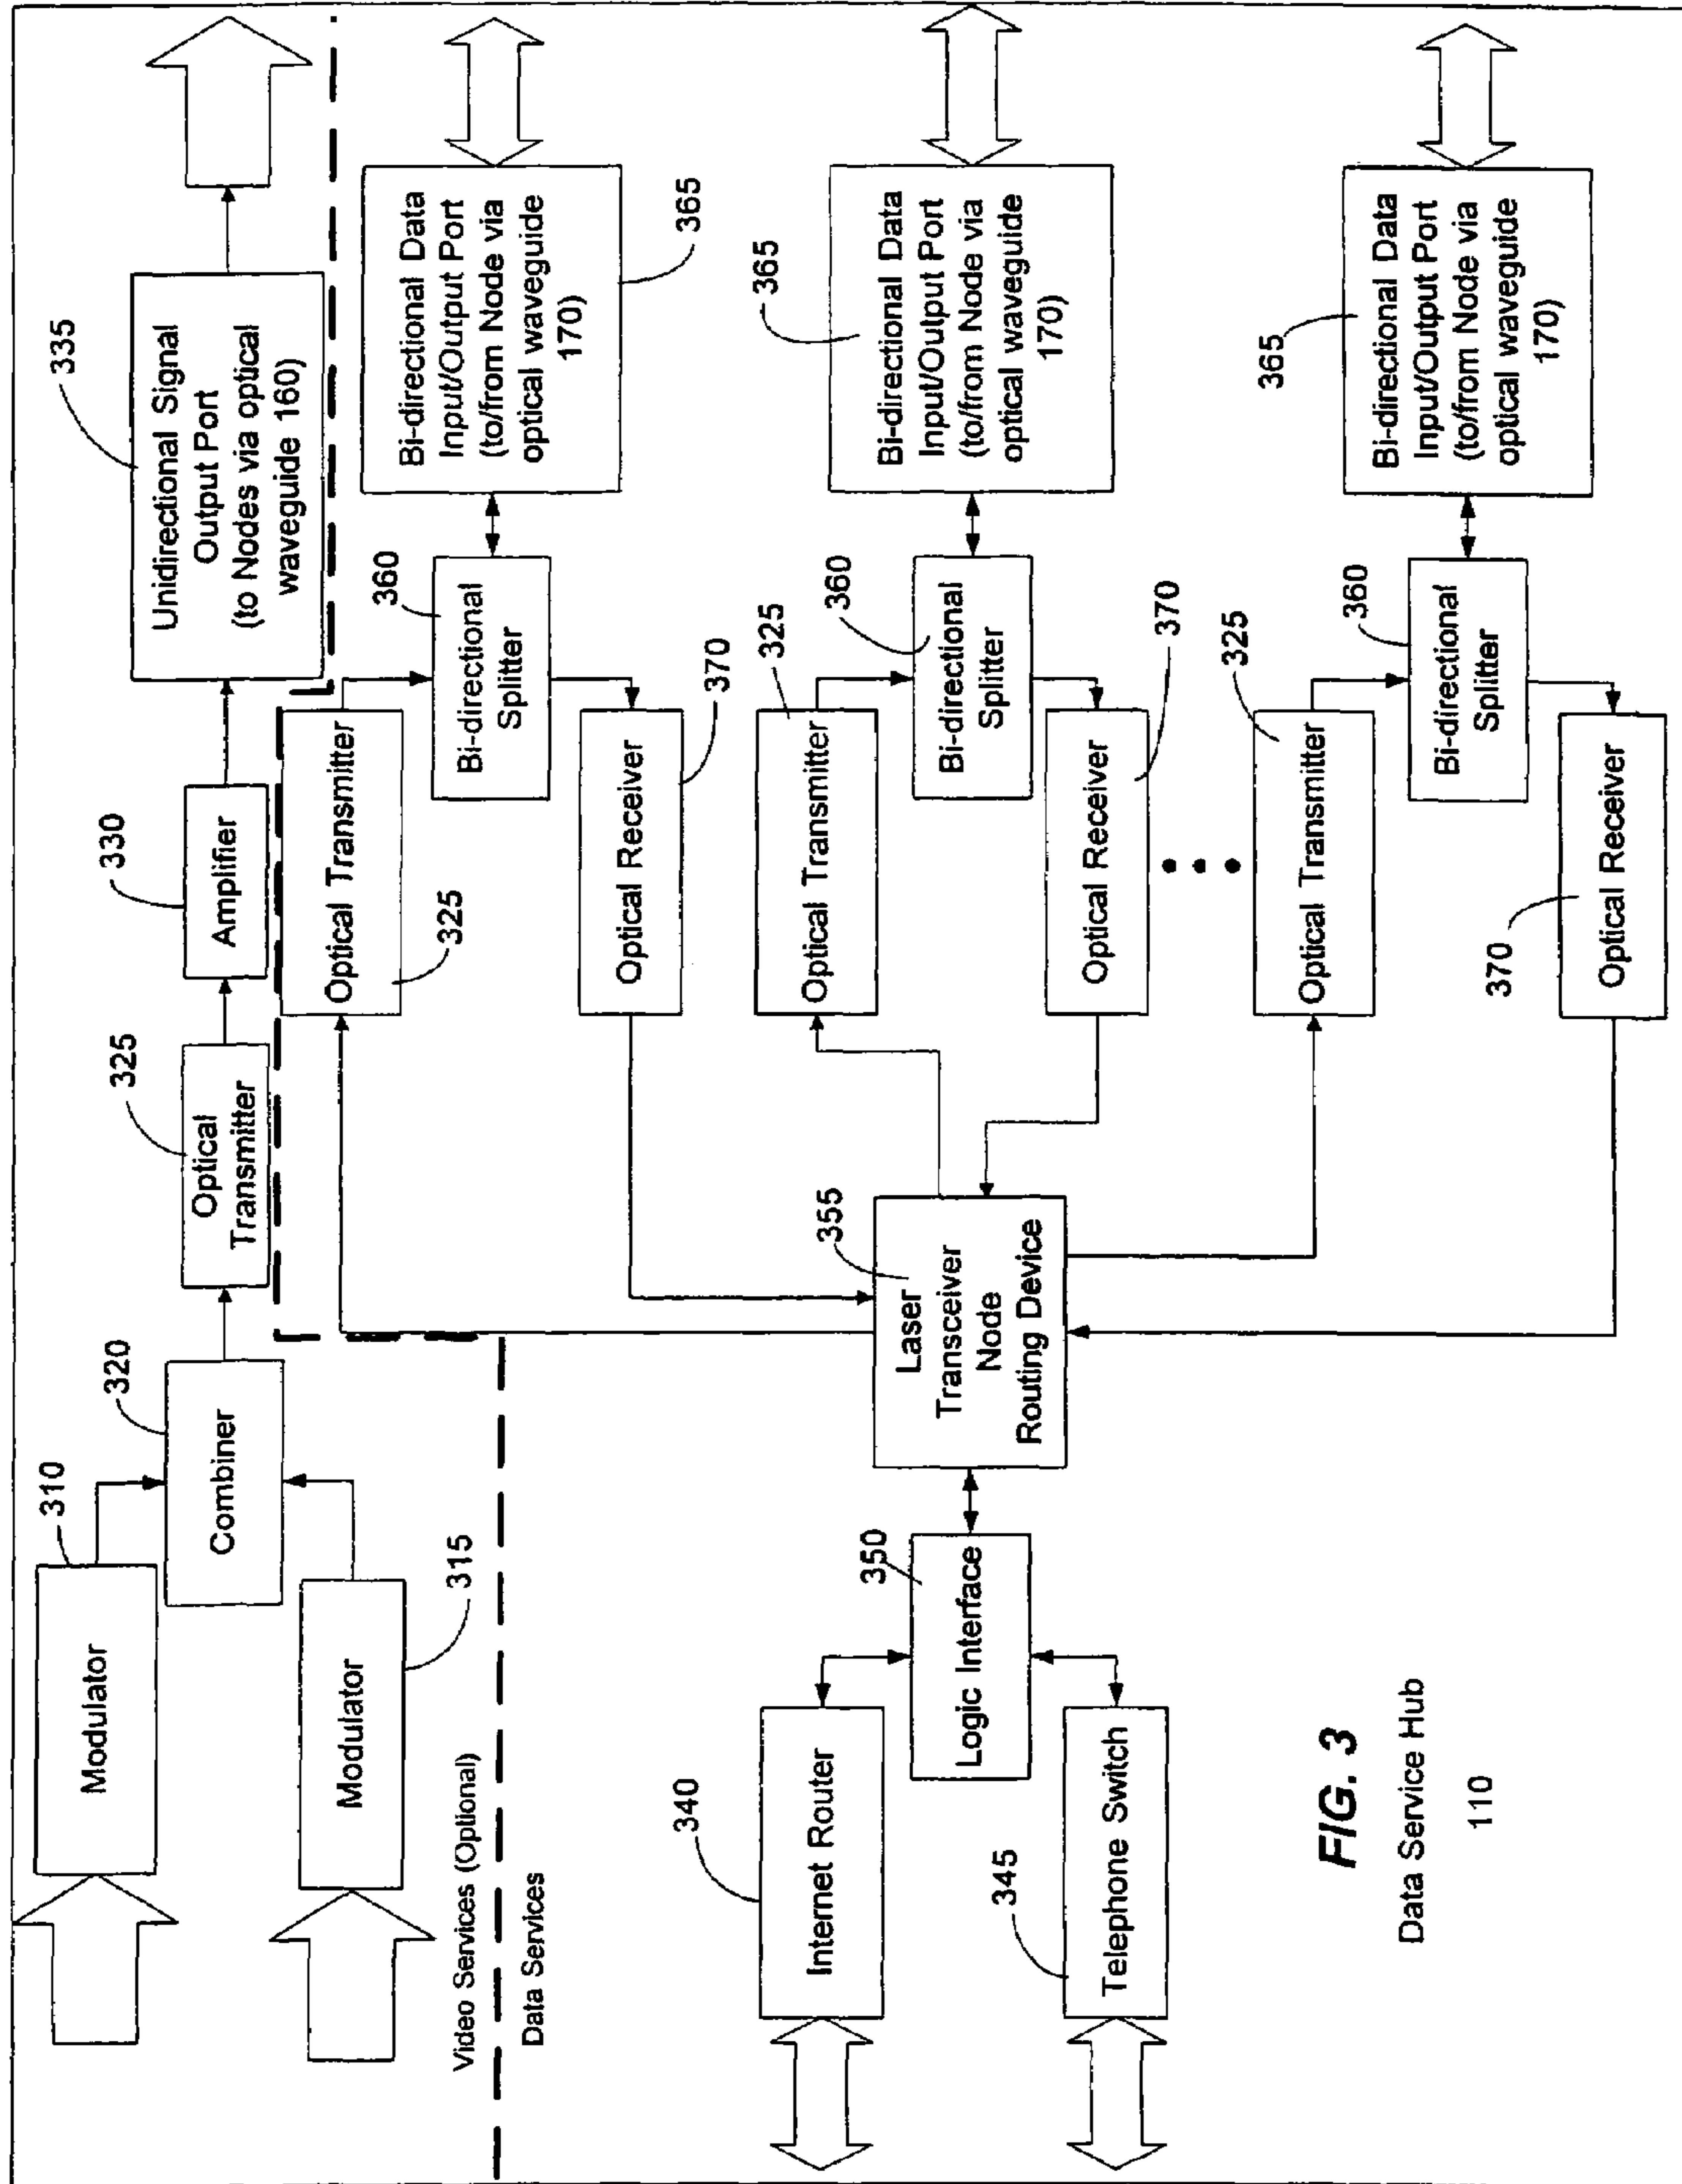 310
Modulator
Modulator
315
320
Combiner
325
Optical
Transmitter
330
Amplifier
335
Unidirectional Signal
Output Port
(to Nodes via optical
waveguide 160)
Video Services (Optional)
Data Services
Optical Transmitter
325
360
Bi-directional
Splitter
Optical Receiver
370
Bi-directional Data
Input/Output Port
(to/from Node via
optical waveguide
170)
365
340
Internet Router
345
Telephone Switch
350
Logic Interface
355
Laser
Transceiver
Node
Routing Device
325
Optical Transmitter
360
Bi-directional
Splitter
Optical Receiver
370
365
Bi-directional Data
Input/Output Port
(to/from Node via
optical waveguide
170)
325
Optical Transmitter
360
Bi-directional
Splitter
370
Optical Receiver
365
Bi-directional Data
Input/Output Port
(to/from Node via
optical waveguide
170)
FIG. 3
Data Service Hub
110